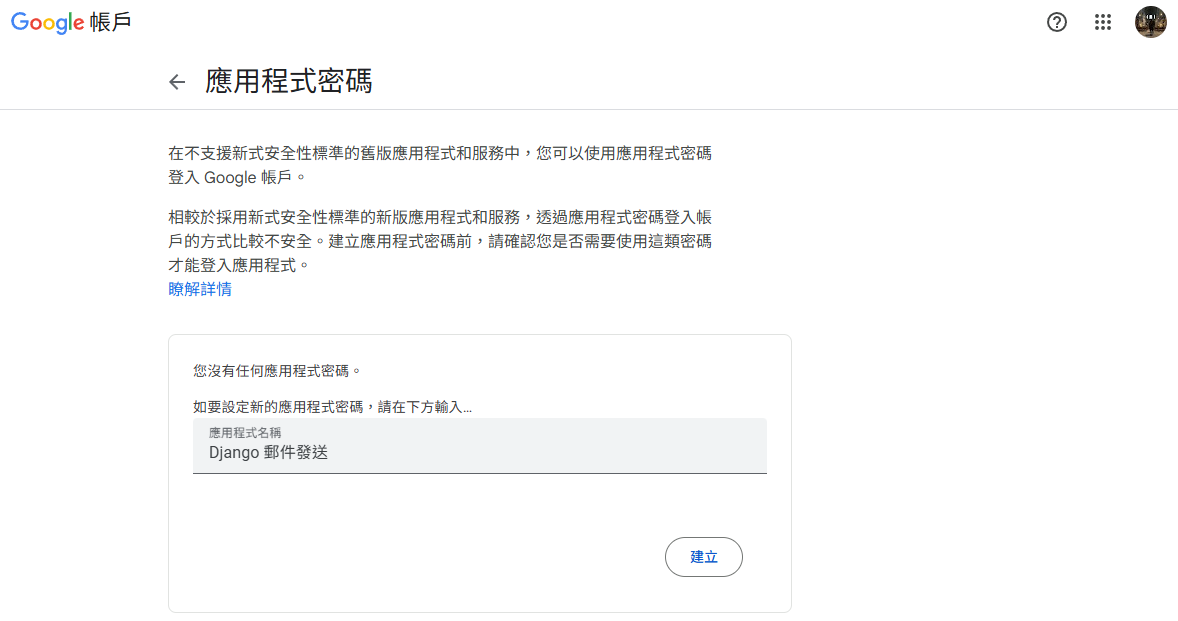 Google 帳戶
應用程式密碼
在不支援新式安全性標準的舊版應用程式和服務中，您可以使用應用程式密碼
登入 Google 帳戶。
相較於採用新式安全性標準的新版應用程式和服務，透過應用程式密碼登入帳
戶的方式比較不安全。建立應用程式密碼前，請確認您是否需要使用這類密碼
才能登入應用程式。
瞭解詳情
您沒有任何應用程式密碼。
如要設定新的應用程式密碼，請在下方輸入...
應用程式名稱
Django 郵件發送
建立